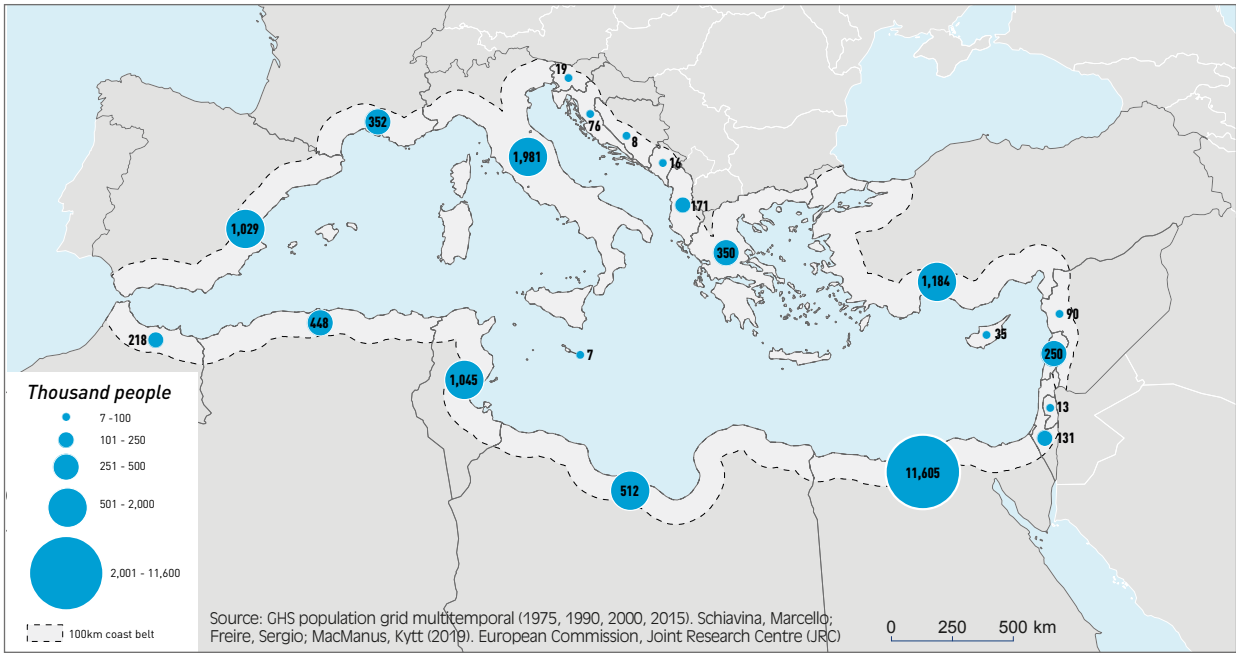 19
352
76
1,981
8
16
171
1,029
350
1,184
90
448
35
218
7
250
1,045
13
131
11,605
512
Thousand people
7 -100
101 - 250
251 - 500
501 - 2,000
2,001 - 11,600
100km coast belt
Source: GHS population grid multitemporal (1975, 1990, 2000, 2015). Schiavina, Marcello;
Freire, Sergio; MacManus, Kytt (2019). European Commission, Joint Research Centre (JRC)
0 250 500 km